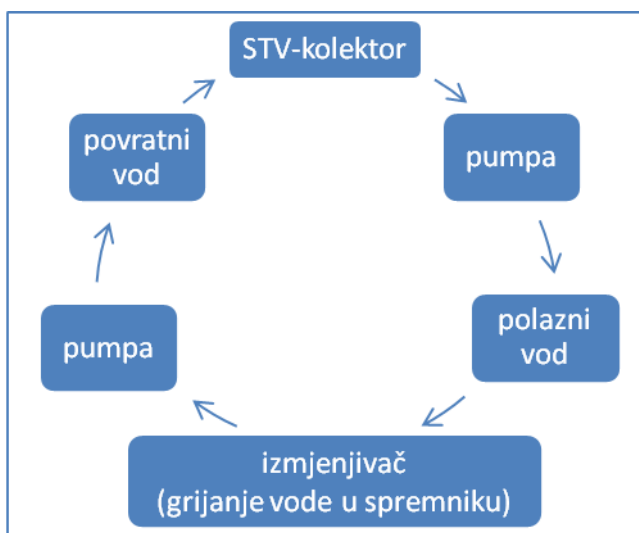 STV-kolektor
pumpa
polazni
vod
izmjenjivač
(grijanje vode u spremniku)
pumpa
povratni
vod